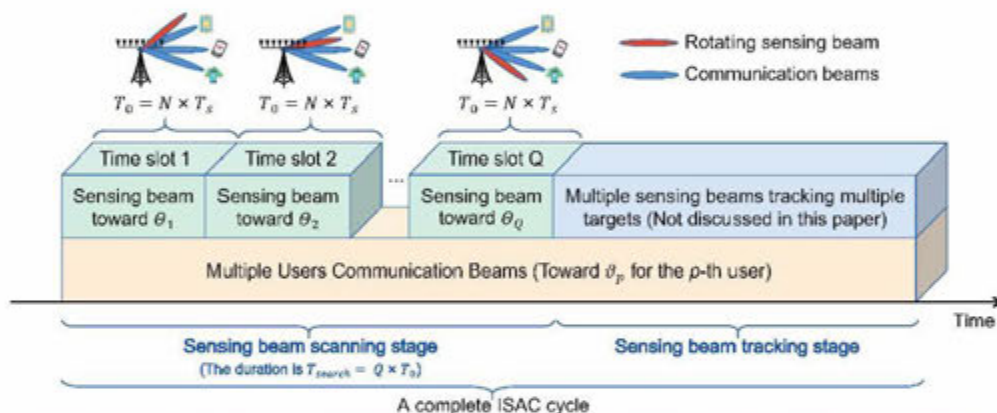 Rotating sensing beam
Communication beams
T₀ = N × Tₛ
T₀ = N × Tₛ
T₀ = N × Tₛ
Time slot 1
Time slot 2
Time slot Q
Sensing beam
toward Θ₁
Sensing beam
toward Θ₂
...
Sensing beam
toward Θ_Q
Multiple sensing beams tracking multiple
targets (Not discussed in this paper)
Multiple Users Communication Beams (Toward ϑₚ for the p-th user)
Time
Sensing beam scanning stage
(The duration is T_search = Q × T₀)
Sensing beam tracking stage
A complete ISAC cycle